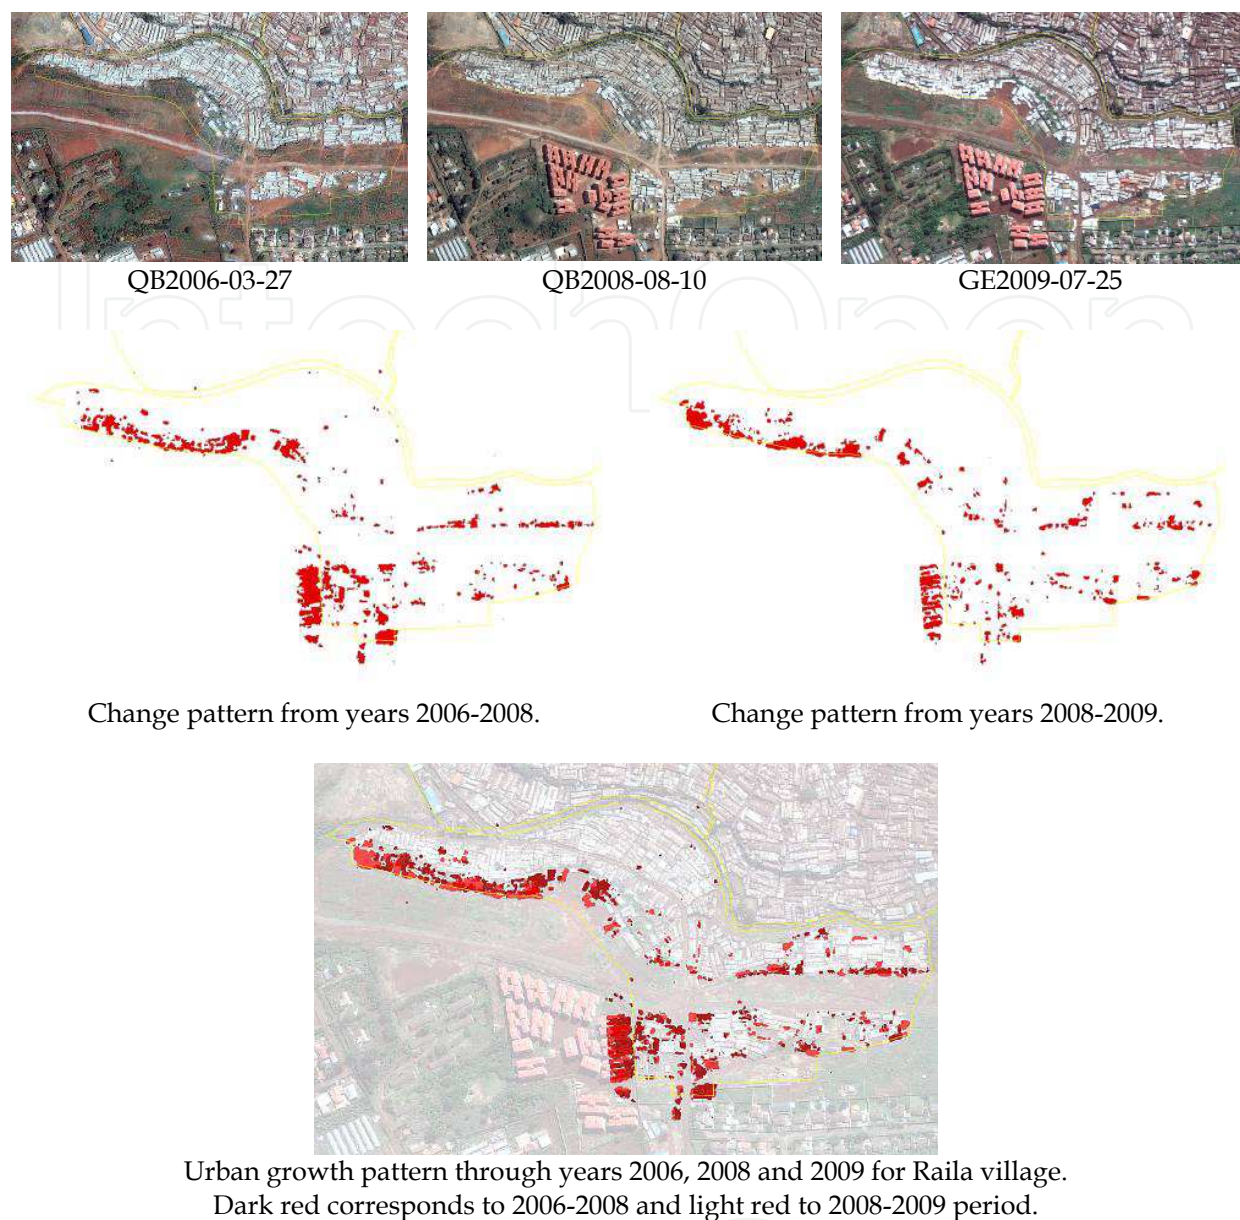 QB2006-03-27
QB2008-08-10
GE2009-07-25
IntechOpen
Change pattern from years 2006-2008.
Change pattern from years 2008-2009.
Urban growth pattern through years 2006, 2008 and 2009 for Raila village.
Dark red corresponds to 2006-2008 and light red to 2008-2009 period.